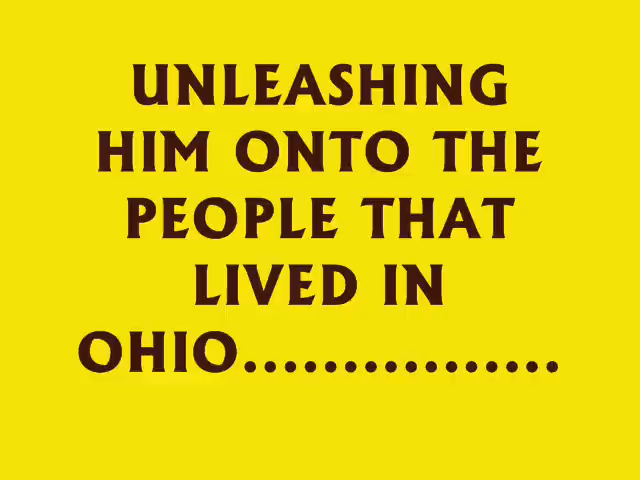 UNLEASHING
HIM ONTO THE
PEOPLE THAT
LIVED IN
OHIO................